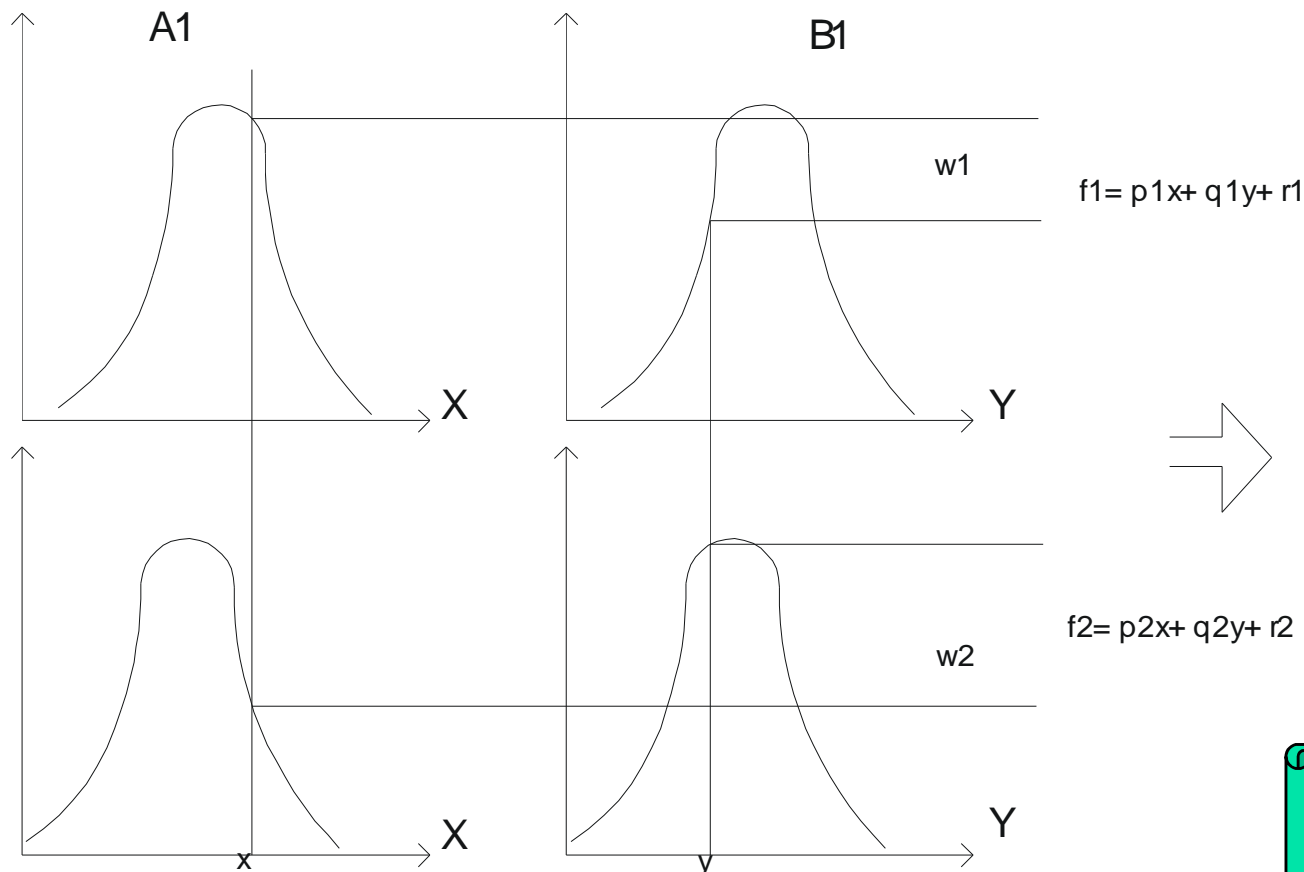 A1
B1
w1
f1= p1x+ q1y+ r1
X
Y
f2= p2x+ q2y+ r2
w2
X
Y
x
y